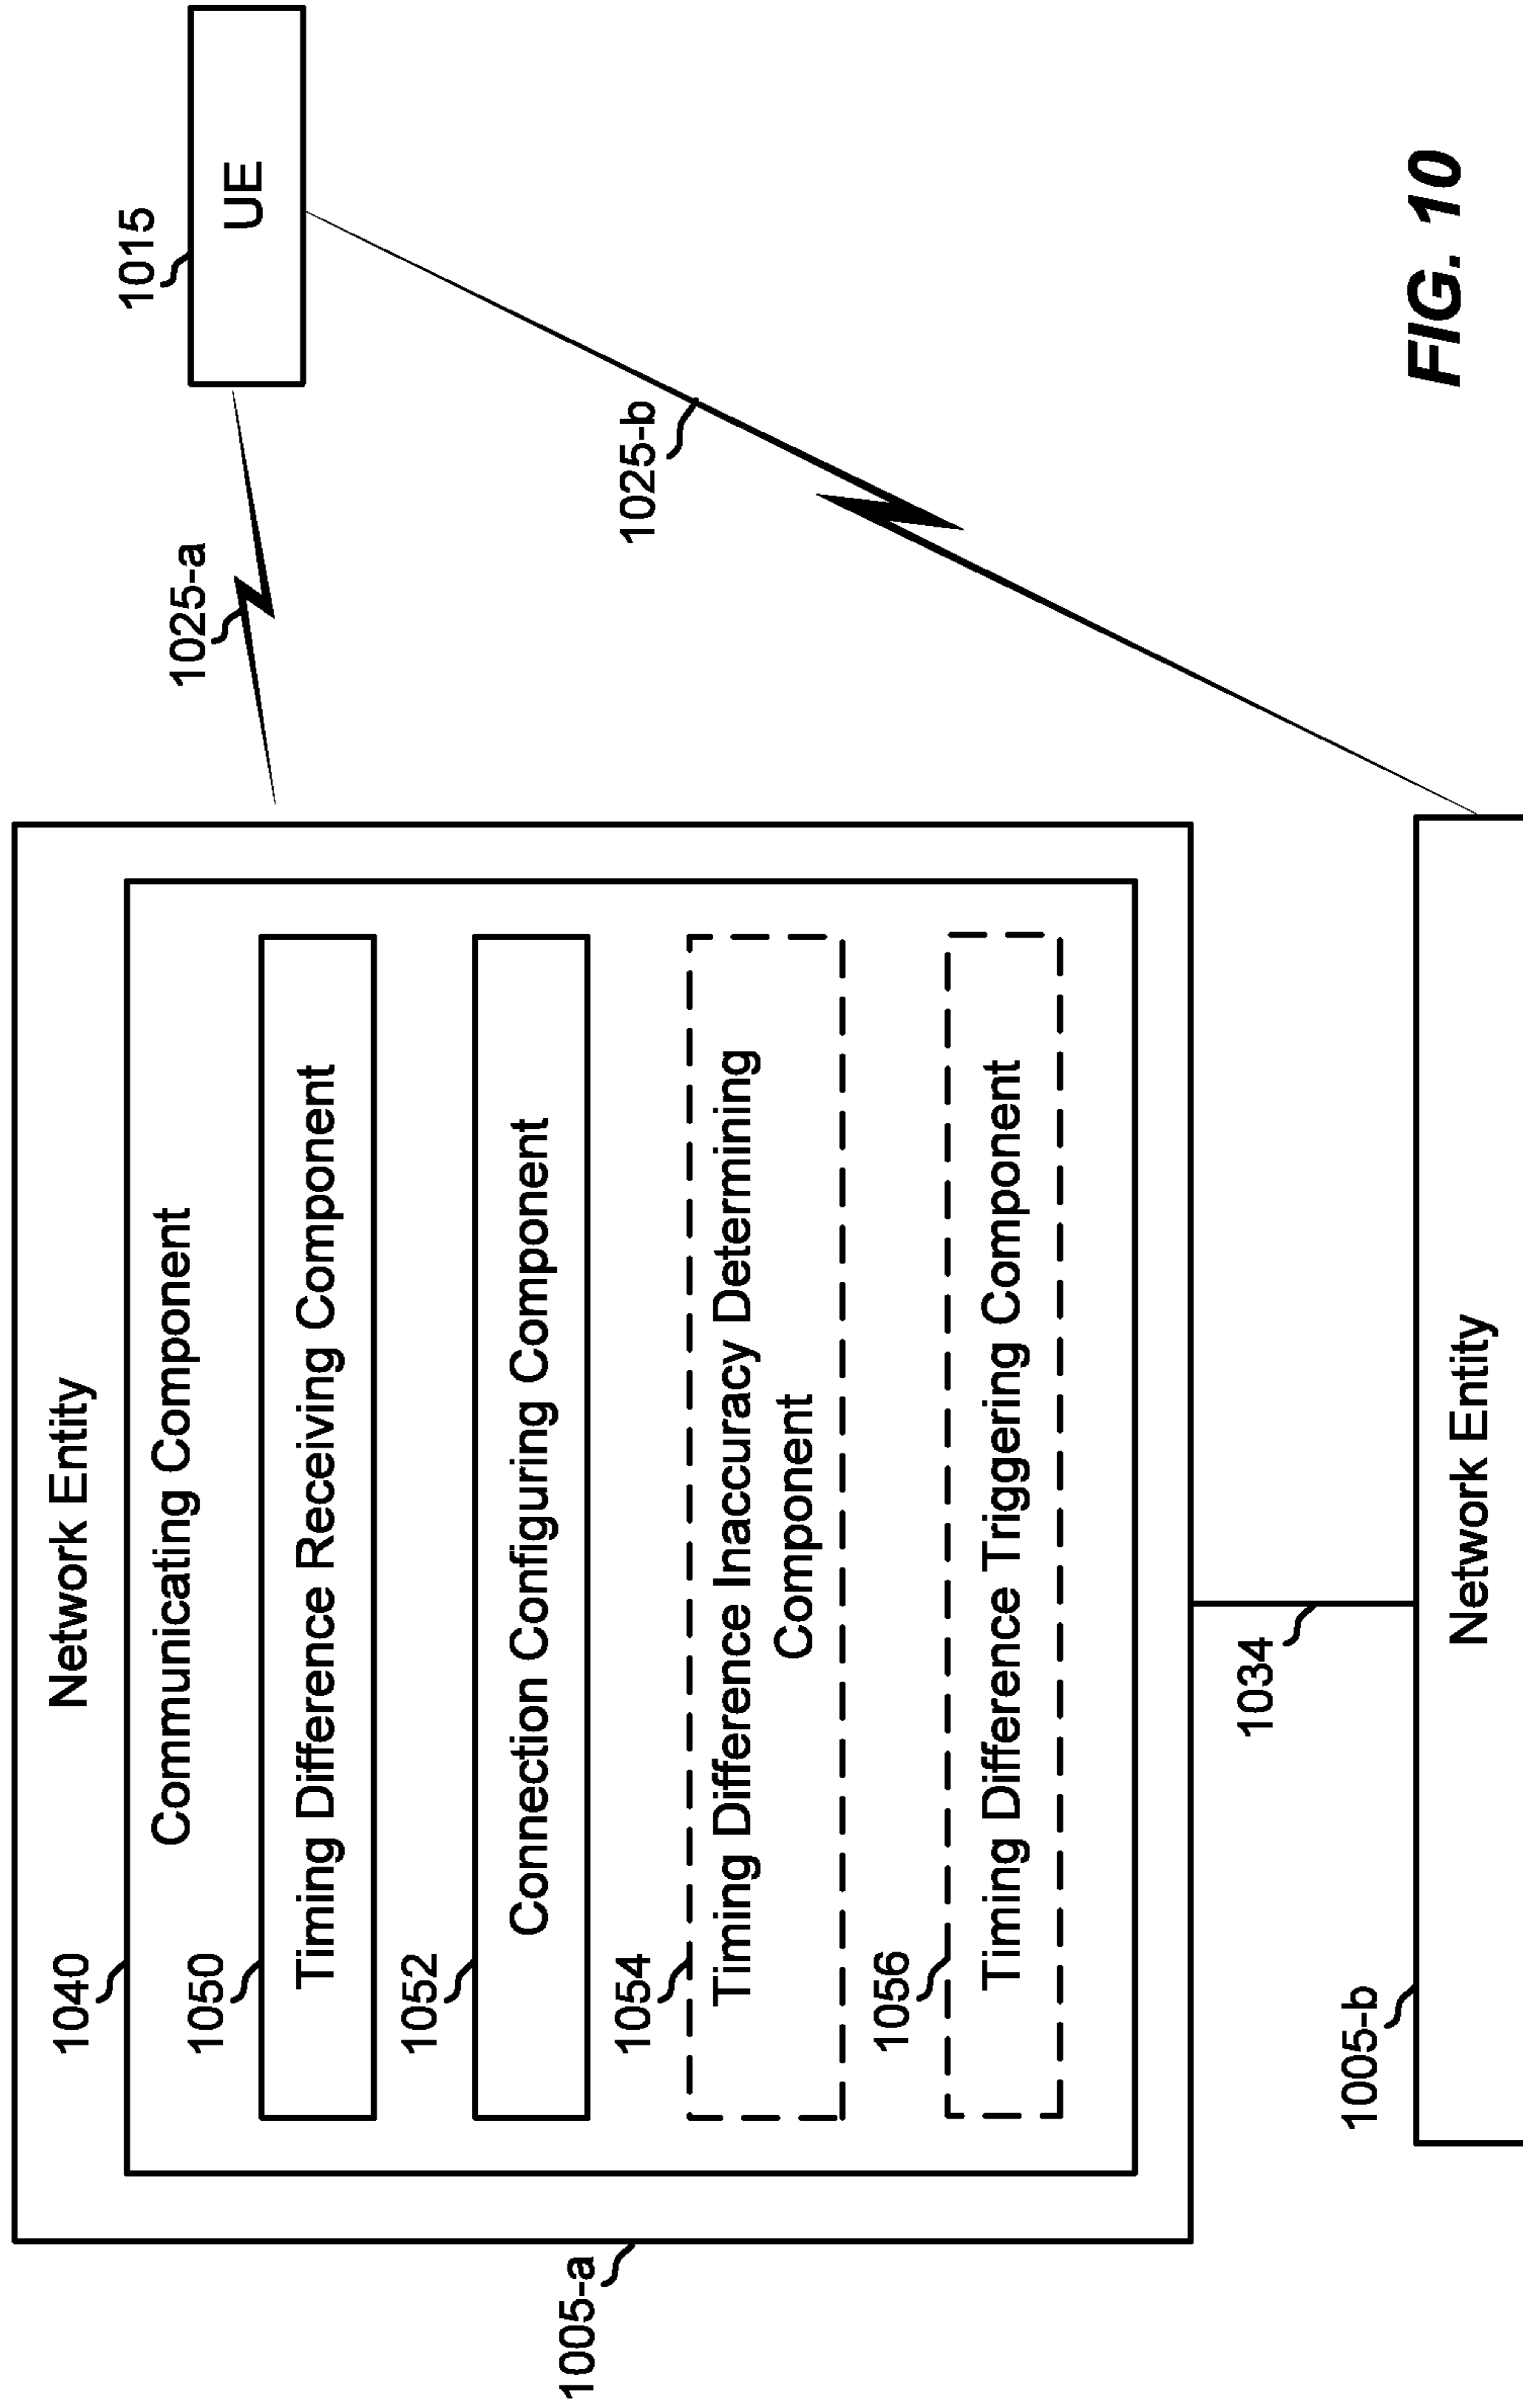 Network Entity
1040
Communicating Component
1050
Timing Difference Receiving Component
1052
Connection Configuring Component
1054
Timing Difference Inaccuracy Determining
Component
1056
Timing Difference Triggering Component
1005-a
1034
1005-b
Network Entity
1025-a
1015
UE
1025-b
FIG. 10